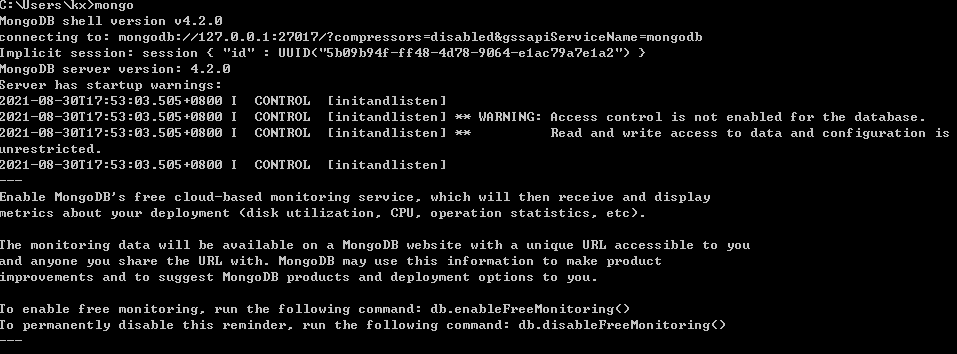 C:\Users\kx>mongo
MongoDB shell version v4.2.0
connecting to: mongodb://127.0.0.1:27017/?compressors=disabled&gssapiServiceName=mongodb
Implicit session: session { "id" : UUID("5b09b94f-ff48-4d78-9064-e1ac79a7e1a2") }
MongoDB server version: 4.2.0
Server has startup warnings:
2021-08-30T17:53:03.505+0800 I  CONTROL  [initandlisten]
2021-08-30T17:53:03.505+0800 I  CONTROL  [initandlisten] ** WARNING: Access control is not enabled for the database.
2021-08-30T17:53:03.505+0800 I  CONTROL  [initandlisten] **          Read and write access to data and configuration is
unrestricted.
2021-08-30T17:53:03.505+0800 I  CONTROL  [initandlisten]
---
Enable MongoDB's free cloud-based monitoring service, which will then receive and display
metrics about your deployment (disk utilization, CPU, operation statistics, etc).

The monitoring data will be available on a MongoDB website with a unique URL accessible to you
and anyone you share the URL with. MongoDB may use this information to make product
improvements and to suggest MongoDB products and deployment options to you.

To enable free monitoring, run the following command: db.enableFreeMonitoring()
To permanently disable this reminder, run the following command: db.disableFreeMonitoring()
---